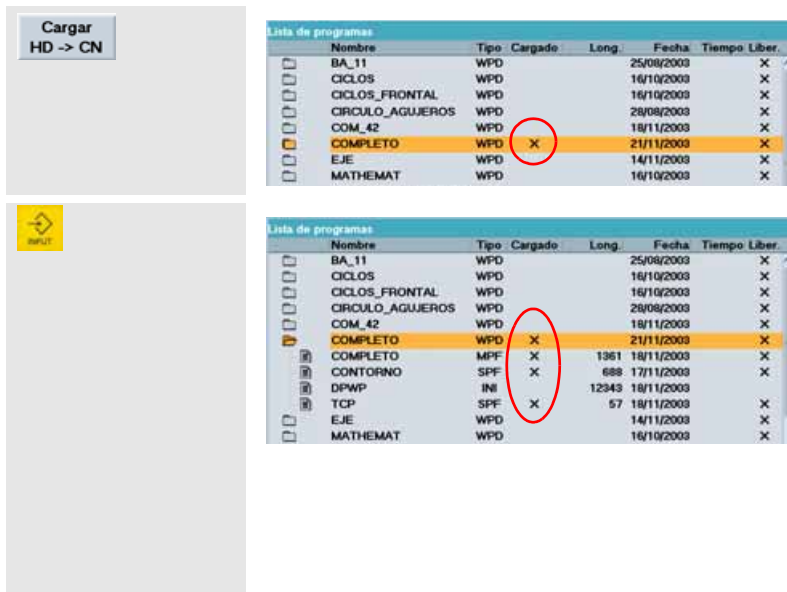 Cargar
HD -> CN
Lista de programas
Nombre Tipo Cargado Long. Fecha Tiempo Liber.
BA_11 WPD 25/08/2003 X
CICLOS WPD 16/10/2003 X
CICLOS_FRONTAL WPD 16/10/2003 X
CIRCULO_AGUJEROS WPD 28/08/2003 X
COM_42 WPD 18/11/2003 X
COMPLETO WPD X 21/11/2003 X
EJE WPD 14/11/2003 X
MATHEMAT WPD 16/10/2003 X
INPUT
Lista de programas
Nombre Tipo Cargado Long. Fecha Tiempo Liber.
BA_11 WPD 25/08/2003 X
CICLOS WPD 16/10/2003 X
CICLOS_FRONTAL WPD 16/10/2003 X
CIRCULO_AGUJEROS WPD 28/08/2003 X
COM_42 WPD 18/11/2003 X
COMPLETO WPD X 21/11/2003 X
COMPLETO MPF X 1361 18/11/2003 X
CONTORNO SPF X 688 17/11/2003 X
DPWP INI 12343 18/11/2003
TCP SPF X 57 18/11/2003 X
EJE WPD 14/11/2003 X
MATHEMAT WPD 16/10/2003 X